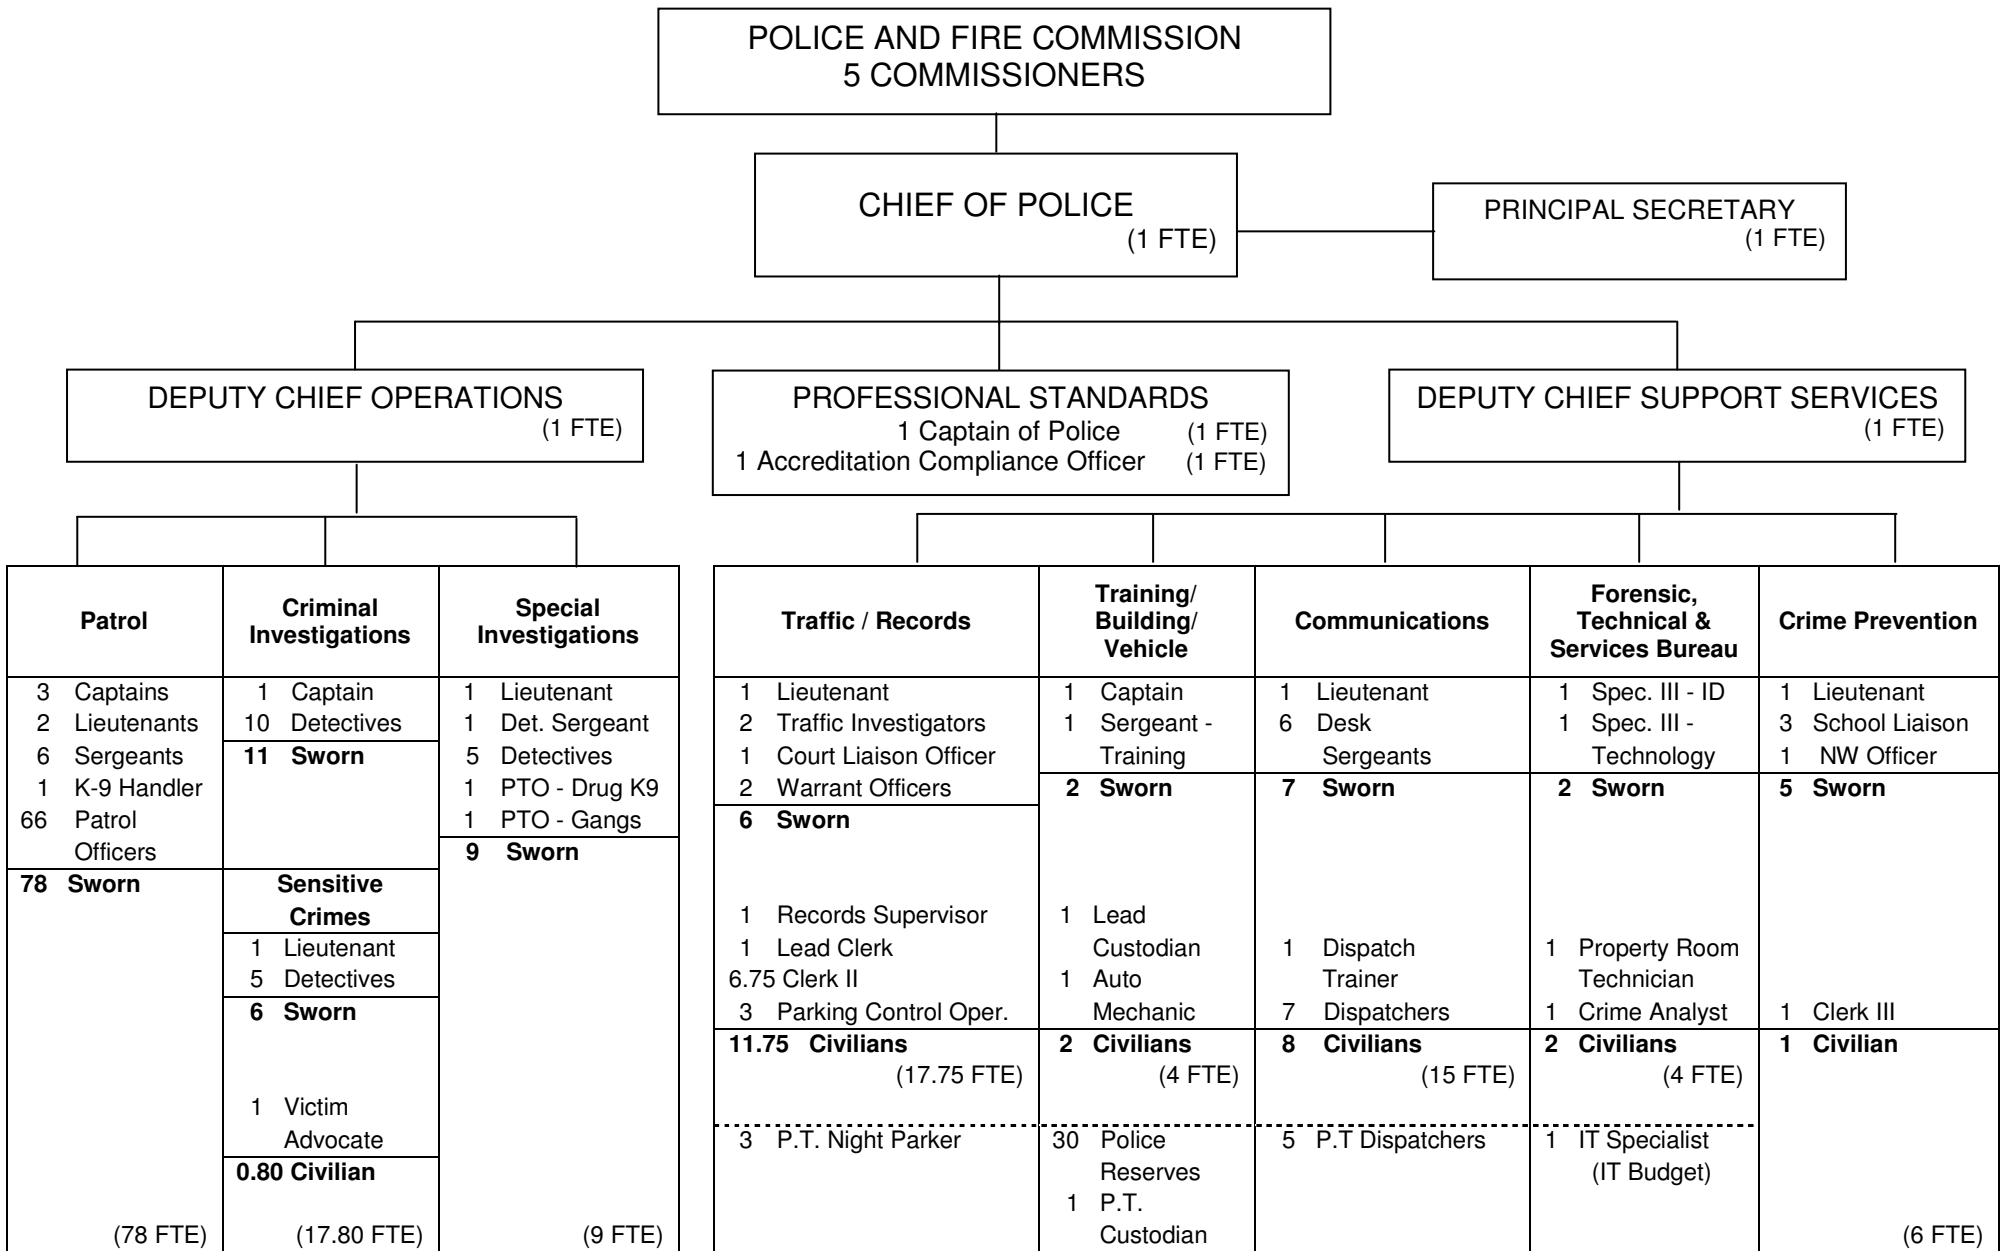 POLICE AND FIRE COMMISSION
5 COMMISSIONERS
CHIEF OF POLICE
(1 FTE)
PRINCIPAL SECRETARY
(1 FTE)
DEPUTY CHIEF OPERATIONS
(1 FTE)
PROFESSIONAL STANDARDS
1 Captain of Police (1 FTE)
1 Accreditation Compliance Officer (1 FTE)
DEPUTY CHIEF SUPPORT SERVICES
(1 FTE)
Patrol
3 Captains
2 Lieutenants
6 Sergeants
1 K-9 Handler
66 Patrol
Officers
78 Sworn
(78 FTE)
Criminal
Investigations
1 Captain
10 Detectives
11 Sworn
Sensitive
Crimes
1 Lieutenant
5 Detectives
6 Sworn
1 Victim
Advocate
0.80 Civilian
(17.80 FTE)
Special
Investigations
1 Lieutenant
1 Det. Sergeant
5 Detectives
1 PTO - Drug K9
1 PTO - Gangs
9 Sworn
(9 FTE)
Traffic / Records
1 Lieutenant
2 Traffic Investigators
1 Court Liaison Officer
2 Warrant Officers
6 Sworn
1 Records Supervisor
1 Lead Clerk
6.75 Clerk II
3 Parking Control Oper.
11.75 Civilians
(17.75 FTE)
3 P.T. Night Parker
Training/
Building/
Vehicle
1 Captain
1 Sergeant -
Training
2 Sworn
1 Lead
Custodian
1 Auto
Mechanic
2 Civilians
(4 FTE)
30 Police
Reserves
1 P.T.
Custodian
Communications
1 Lieutenant
6 Desk
Sergeants
7 Sworn
1 Dispatch
Trainer
7 Dispatchers
8 Civilians
(15 FTE)
5 P.T Dispatchers
Forensic,
Technical &
Services Bureau
1 Spec. III - ID
1 Spec. III -
Technology
2 Sworn
1 Property Room
Technician
1 Crime Analyst
2 Civilians
(4 FTE)
1 IT Specialist
(IT Budget)
Crime Prevention
1 Lieutenant
3 School Liaison
1 NW Officer
5 Sworn
1 Clerk III
1 Civilian
(6 FTE)